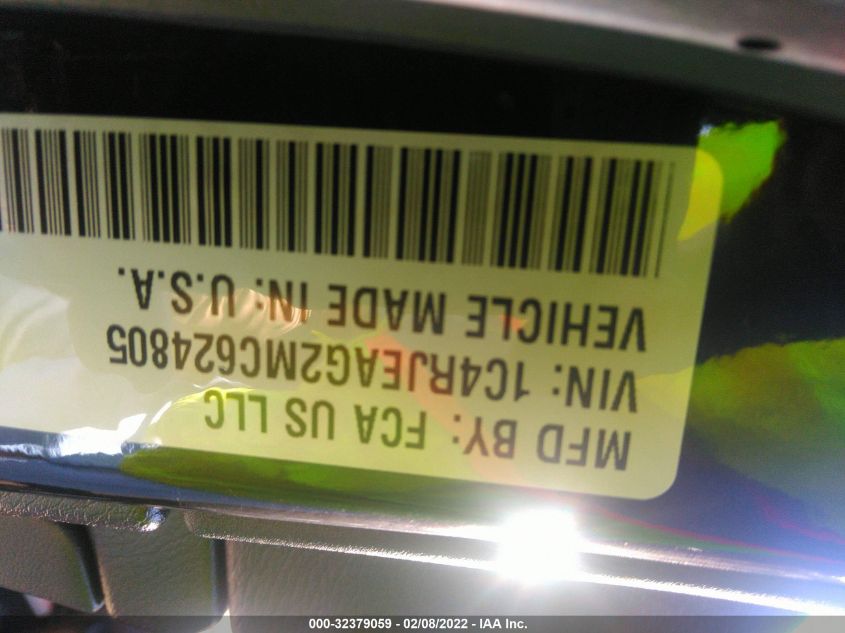 MFD BY: FCA US LLC
VIN: 1C4RJEAG2MC624805
VEHICLE MADE IN: U.S.A.
000-32379059 - 02/08/2022 - IAA Inc.